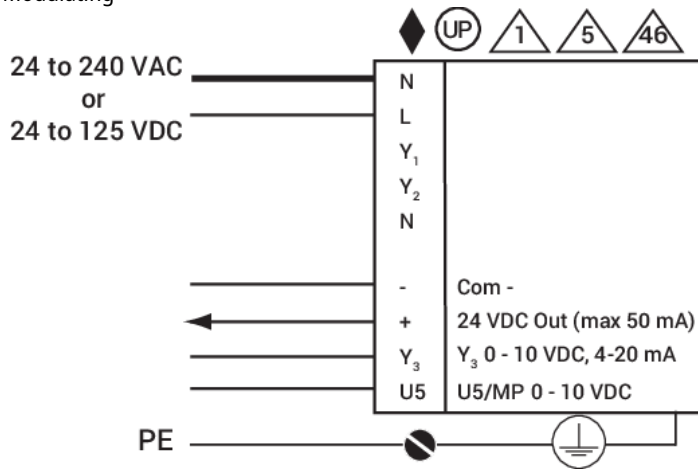 modulating
UP 1 5 46
24 to 240 VAC
or
24 to 125 VDC
N
L
Y₁
Y₂
N
- Com -
+ 24 VDC Out (max 50 mA)
Y₃ Y₃ 0 - 10 VDC, 4-20 mA
U5 U5/MP 0 - 10 VDC
PE